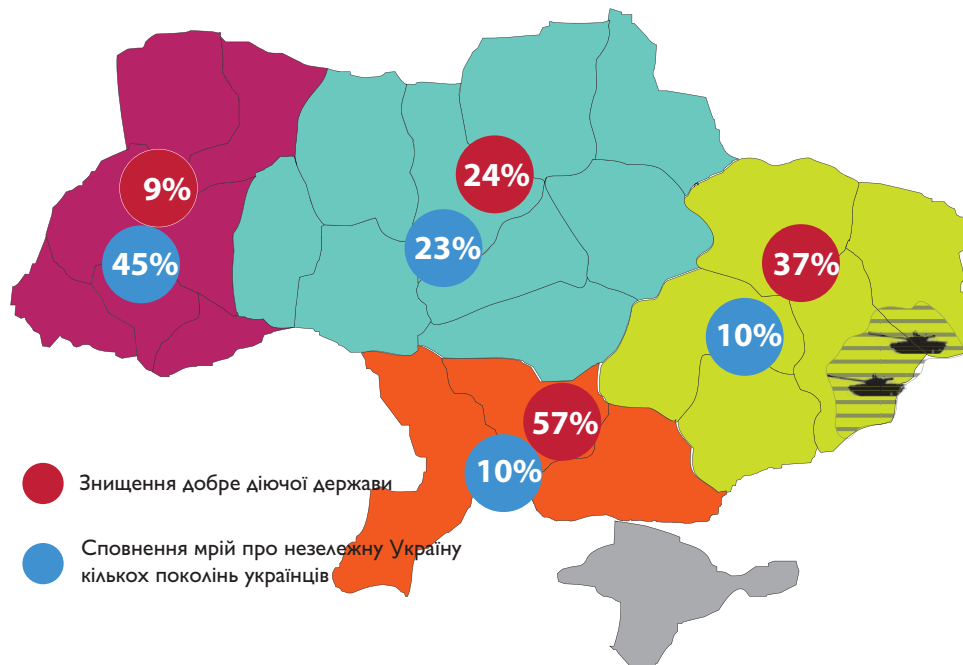 24%
9%
23%
37%
45%
10%
57%
10%
Знищення добре діючої держави
Сповнення мрій про незележну Україну
кількох поколінь українців